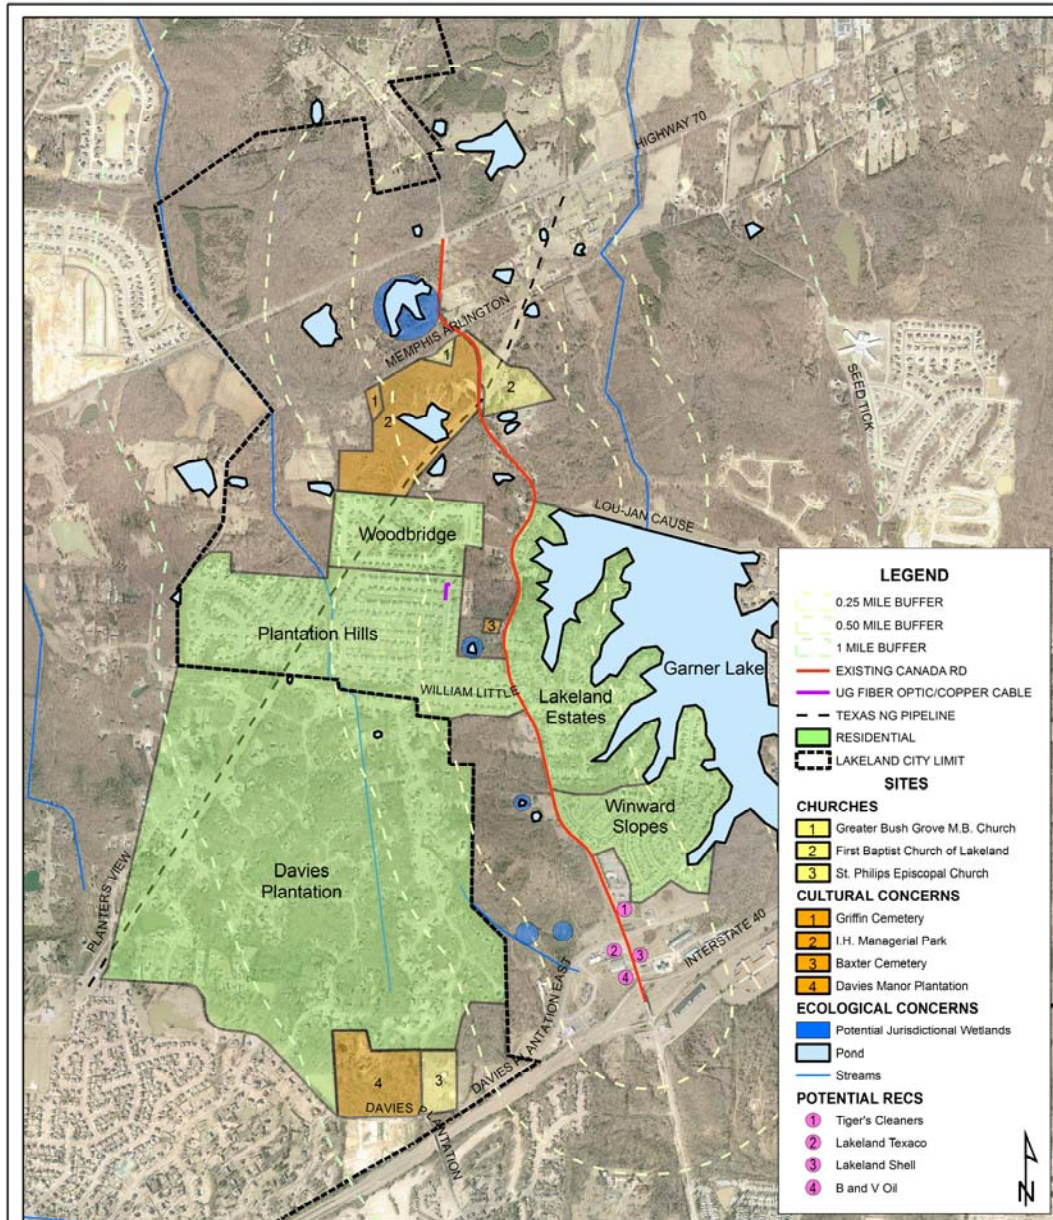 HIGHWAY 70
MEMPHIS ARLINGTON
1
2
1
2
SEED TICK
LOU-JAN CAUSE
Woodbridge
Plantation Hills
3
Garner Lake
WILLIAM LITTLE
Lakeland
Estates
Winward
Slopes
Davies
Plantation
PLANTERS VIEW
1
2
3
4
INTERSTATE 40
DAVIES PLANTATION EAST
4
3
DAVIES PLANTATION
LEGEND
0.25 MILE BUFFER
0.50 MILE BUFFER
1 MILE BUFFER
EXISTING CANADA RD
UG FIBER OPTIC/COPPER CABLE
TEXAS NG PIPELINE
RESIDENTIAL
LAKELAND CITY LIMIT
SITES
CHURCHES
1 Greater Bush Grove M.B. Church
2 First Baptist Church of Lakeland
3 St. Philips Episcopal Church
CULTURAL CONCERNS
1 Griffin Cemetery
2 I.H. Managerial Park
3 Baxter Cemetery
4 Davies Manor Plantation
ECOLOGICAL CONCERNS
Potential Jurisdictional Wetlands
Pond
Streams
POTENTIAL RECS
1 Tiger's Cleaners
2 Lakeland Texaco
3 Lakeland Shell
4 B and V Oil
N